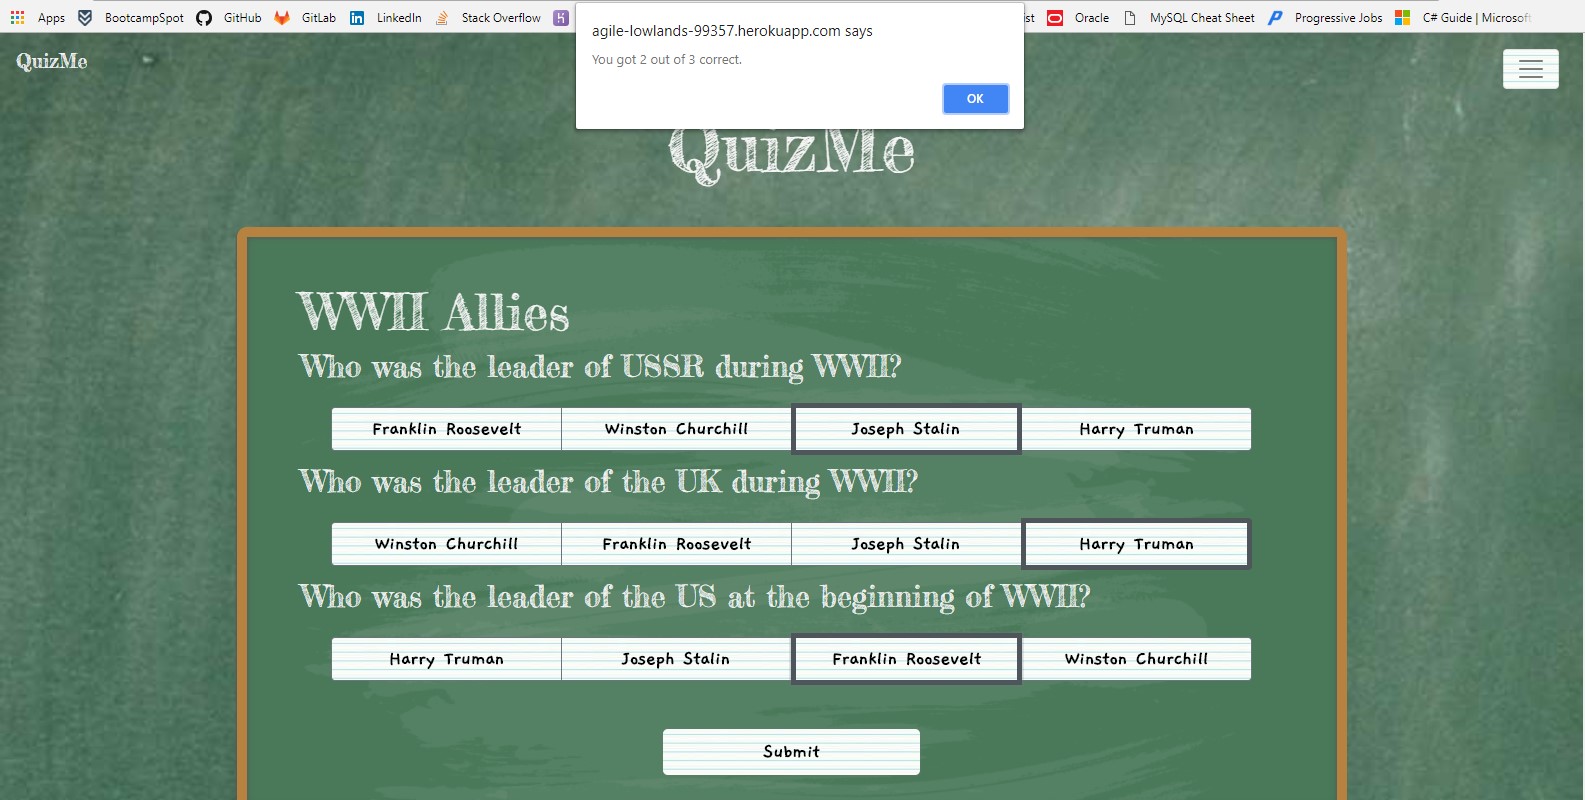 Apps BootcampSpot GitHub GitLab LinkedIn Stack Overflow Oracle MySQL Cheat Sheet Progressive Jobs C# Guide | Microsoft
agile-lowlands-99357.herokuapp.com says
You got 2 out of 3 correct.
OK
QuizMe
QuizMe
WWII Allies
Who was the leader of USSR during WWII?
Franklin Roosevelt Winston Churchill Joseph Stalin Harry Truman
Who was the leader of the UK during WWII?
Winston Churchill Franklin Roosevelt Joseph Stalin Harry Truman
Who was the leader of the US at the beginning of WWII?
Harry Truman Joseph Stalin Franklin Roosevelt Winston Churchill
Submit